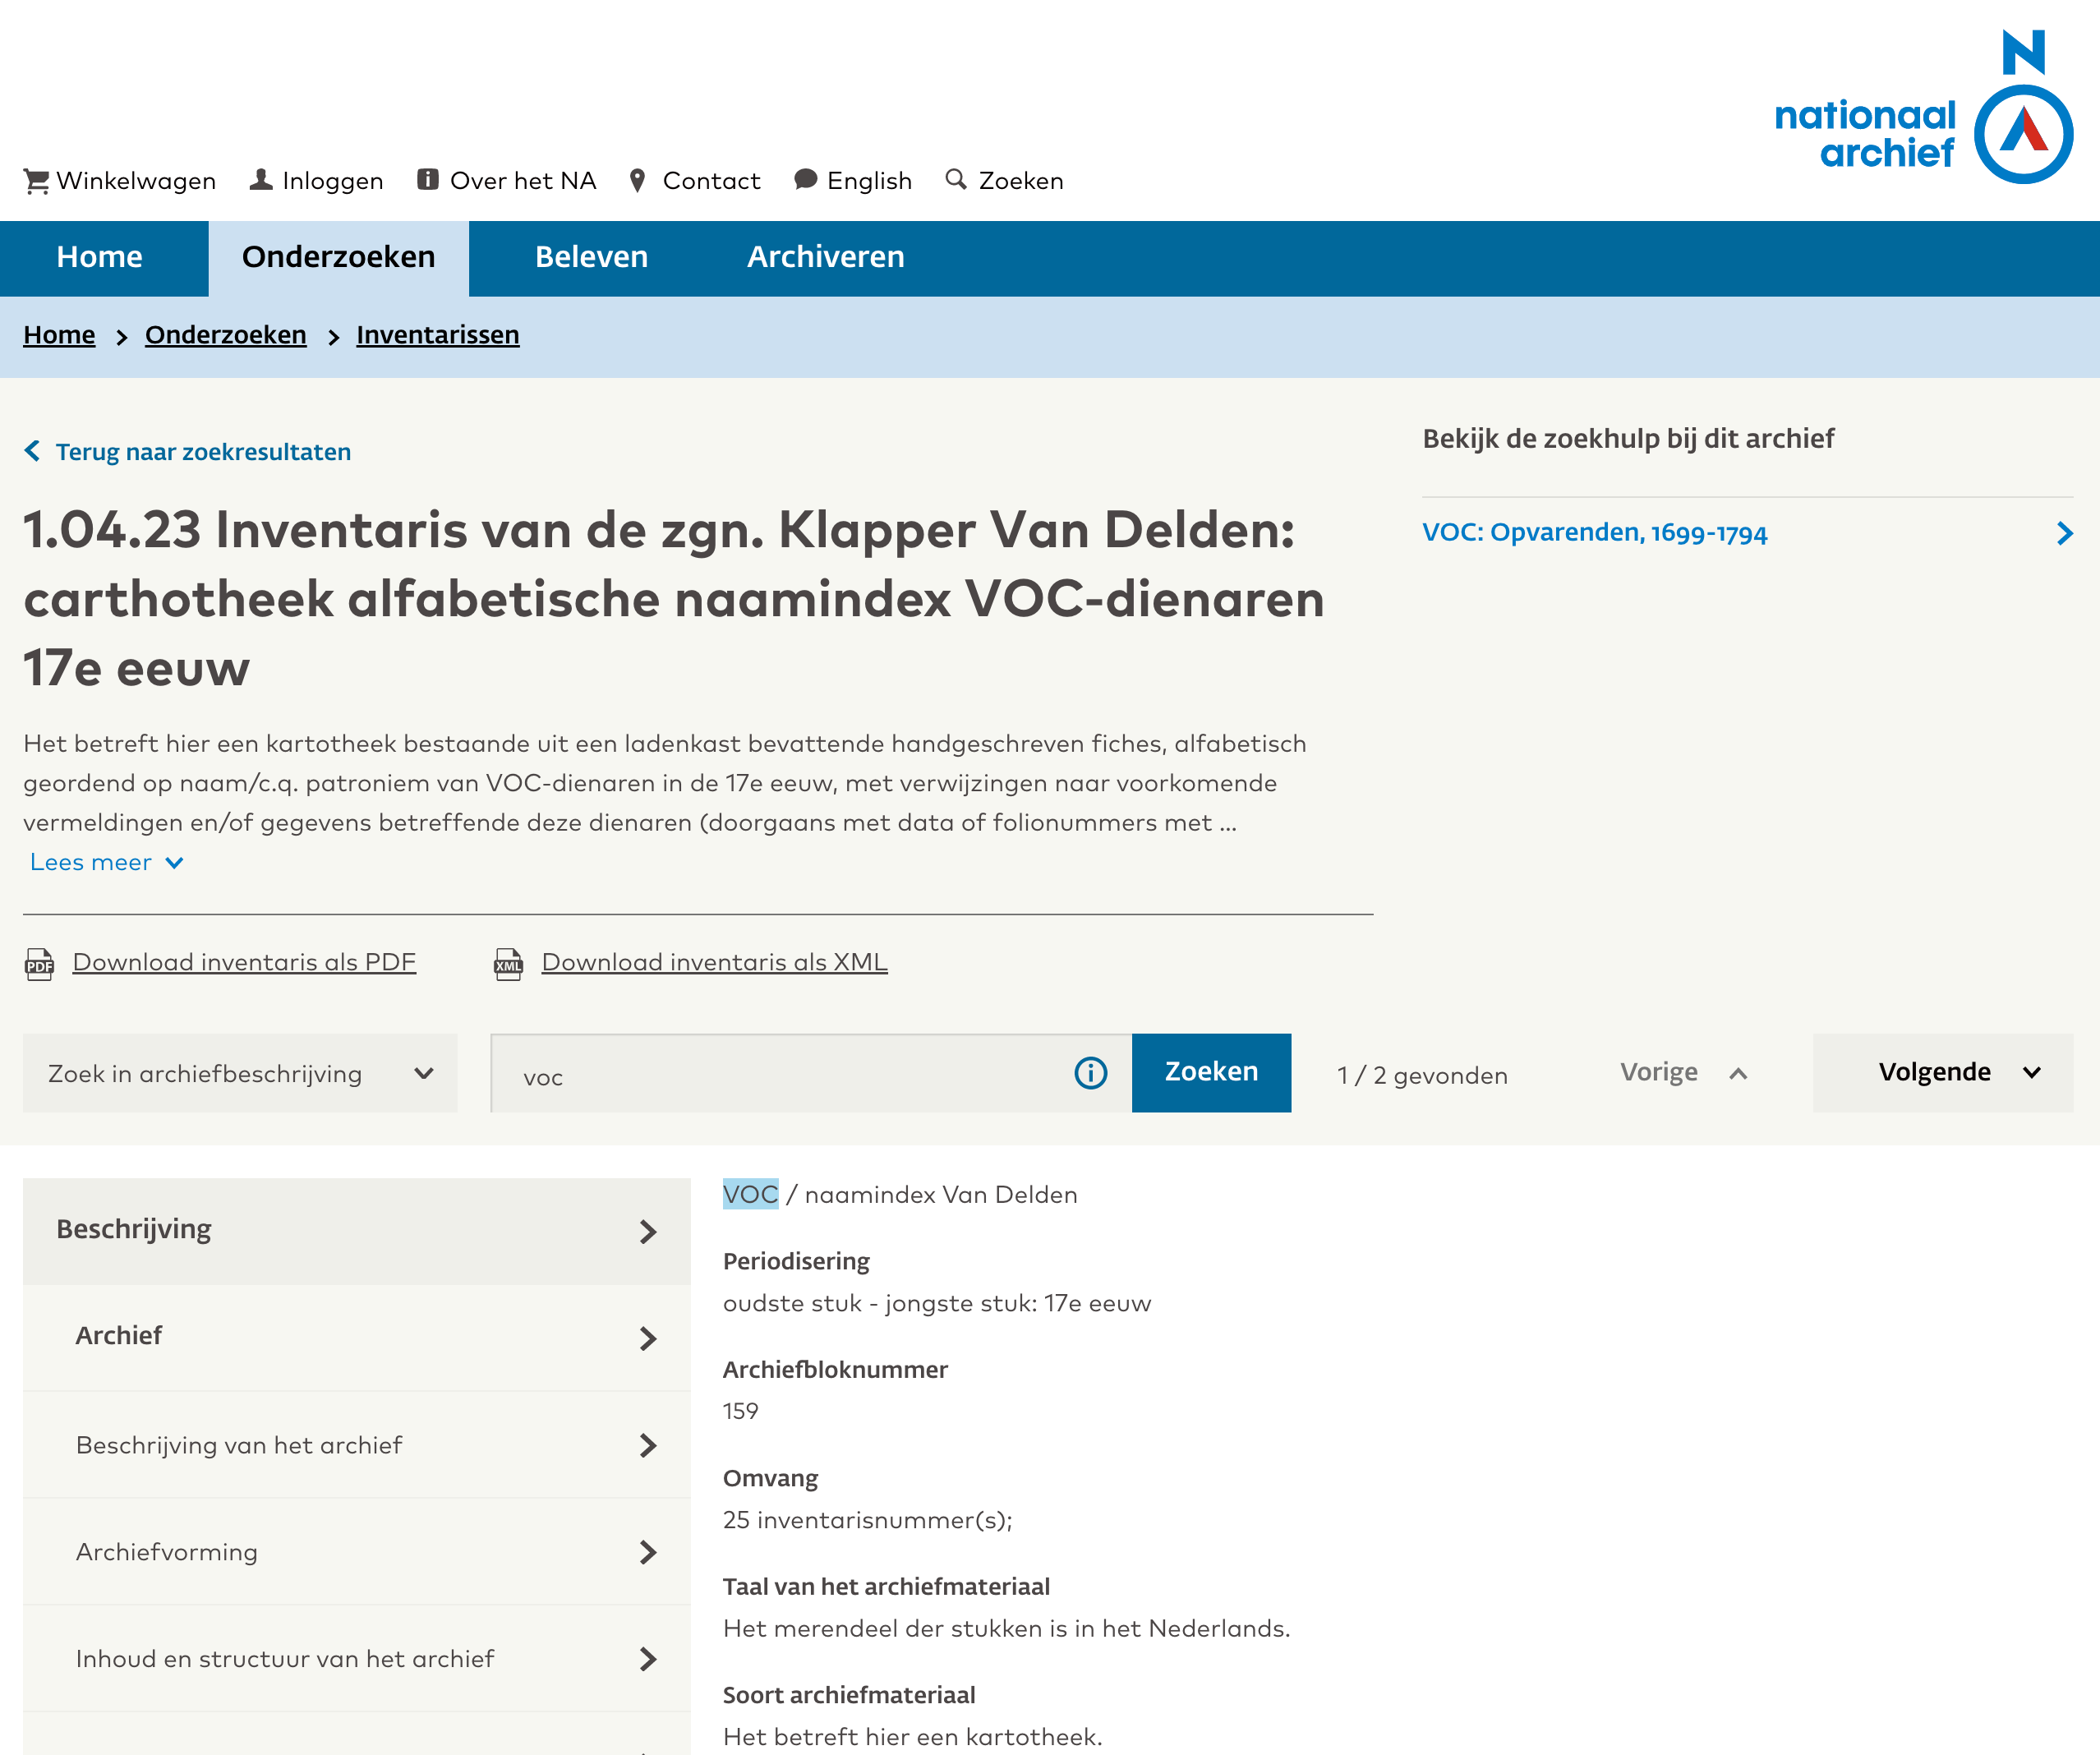 N
nationaal
archief
Winkelwagen
Inloggen
Over het NA
Contact
English
Zoeken
Home
Onderzoeken
Beleven
Archiveren
Home
Onderzoeken
Inventarissen
Terug naar zoekresultaten
1.04.23 Inventaris van de zgn. Klapper Van Delden:
carthotheek alfabetische naamindex VOC-dienaren
17e eeuw
Het betreft hier een kartotheek bestaande uit een ladenkast bevattende handgeschreven fiches, alfabetisch
geordend op naam/c.q. patroniem van VOC-dienaren in de 17e eeuw, met verwijzingen naar voorkomende
vermeldingen en/of gegevens betreffende deze dienaren (doorgaans met data of folionummers met ...
Lees meer
Bekijk de zoekhulp bij dit archief
VOC: Opvarenden, 1699-1794
PDF Download inventaris als PDF
XML Download inventaris als XML
Zoek in archiefbeschrijving
voc
Zoeken
1 / 2 gevonden
Vorige
Volgende
Beschrijving
Archief
Beschrijving van het archief
Archiefvorming
Inhoud en structuur van het archief
VOC / naamindex Van Delden
Periodisering
oudste stuk - jongste stuk: 17e eeuw
Archiefbloknummer
159
Omvang
25 inventarisnummer(s);
Taal van het archiefmateriaal
Het merendeel der stukken is in het Nederlands.
Soort archiefmateriaal
Het betreft hier een kartotheek.